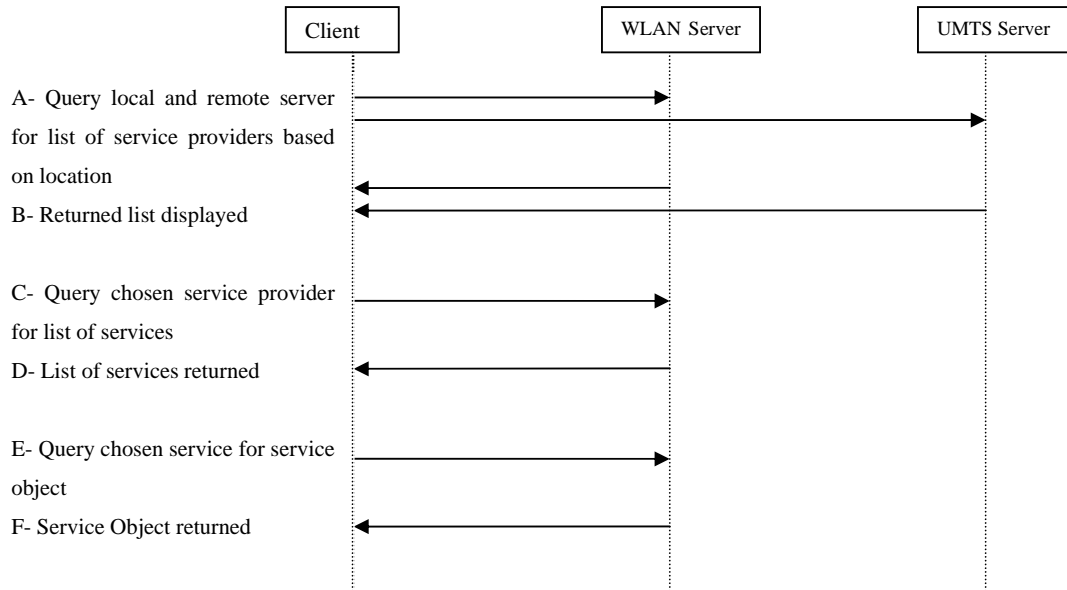 Client
WLAN Server
UMTS Server
A- Query local and remote server
for list of service providers based
on location
B- Returned list displayed
C- Query chosen service provider
for list of services
D- List of services returned
E- Query chosen service for service
object
F- Service Object returned